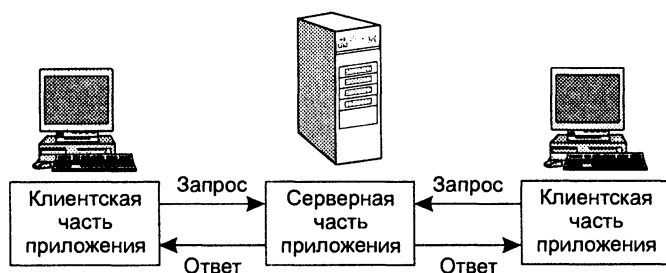 Клиентская
часть
приложения
Запрос
Ответ
Серверная
часть
приложения
Запрос
Ответ
Клиентская
часть
приложения